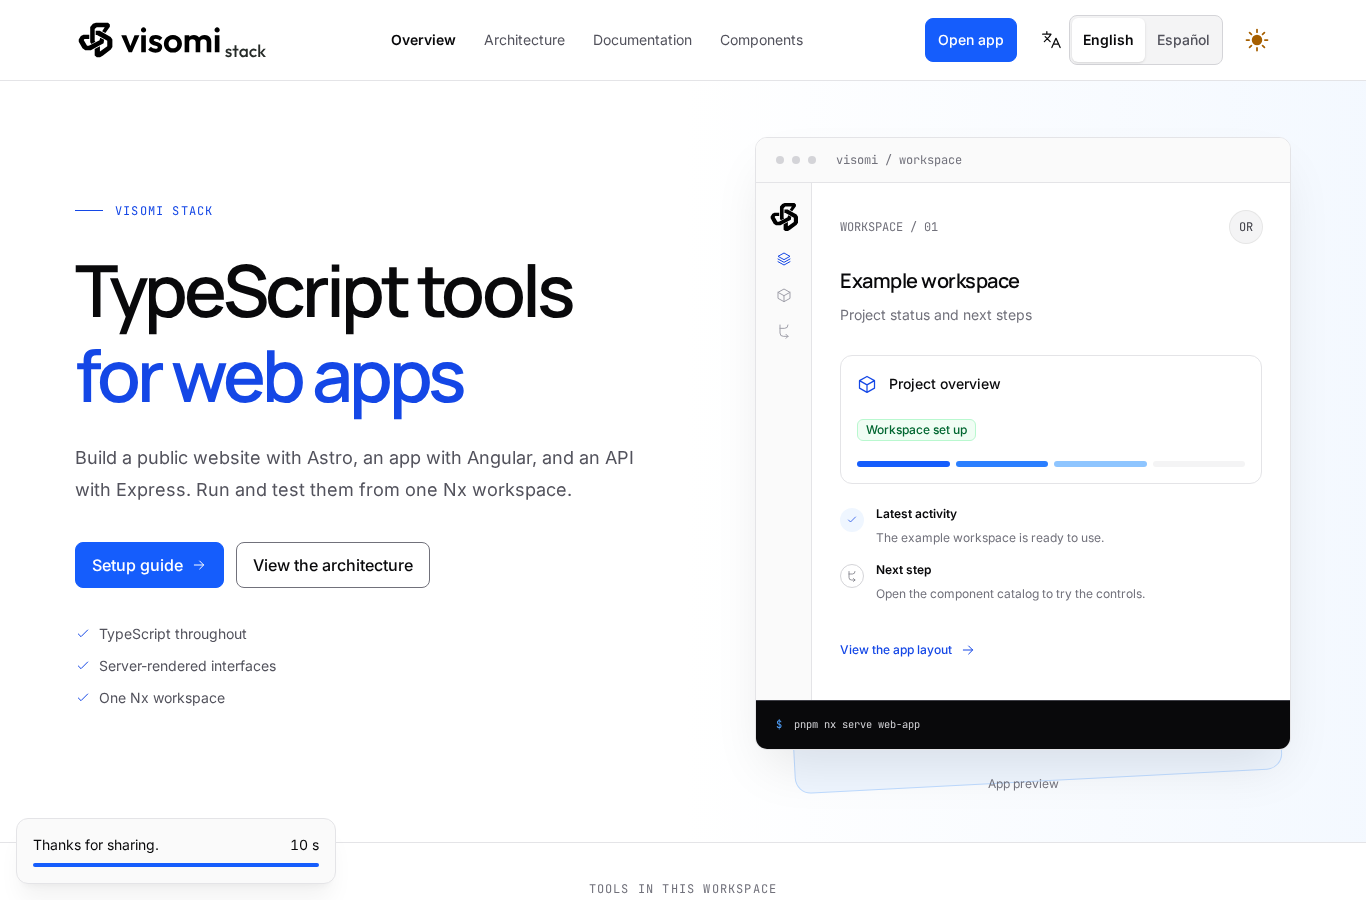 visomi stack
Overview
Architecture
Documentation
Components
Open app
English
Español
VISOMI STACK
TypeScript tools
for web apps
Build a public website with Astro, an app with Angular, and an API
with Express. Run and test them from one Nx workspace.
Setup guide
View the architecture
TypeScript throughout
Server-rendered interfaces
One Nx workspace
visomi / workspace
WORKSPACE / 01
OR
Example workspace
Project status and next steps
Project overview
Workspace set up
Latest activity
The example workspace is ready to use.
Next step
Open the component catalog to try the controls.
View the app layout
$ pnpm nx serve web-app
App preview
Thanks for sharing.
10 s
TOOLS IN THIS WORKSPACE